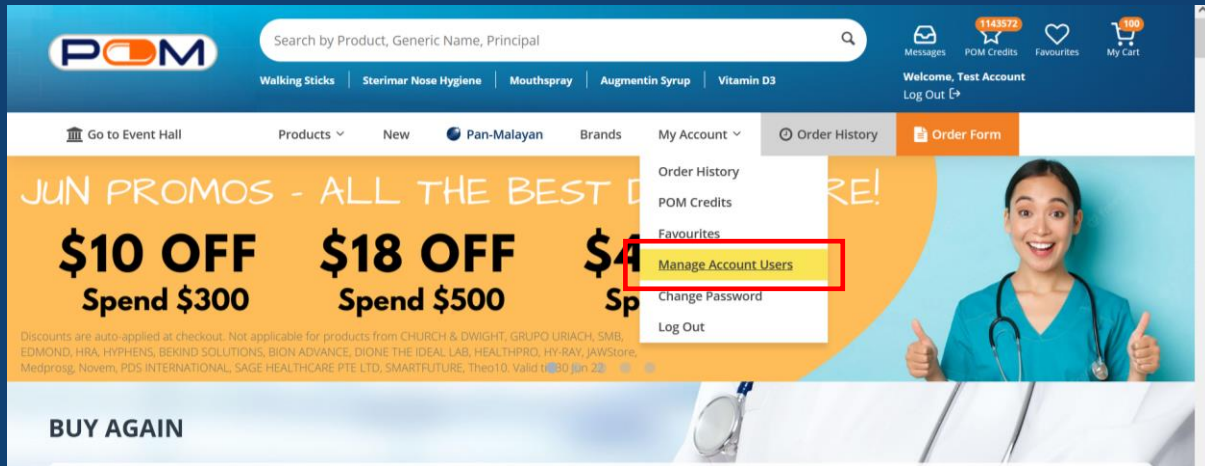 POM
Search by Product, Generic Name, Principal
Messages
1143572
POM Credits
Favourites
100
My Cart
Walking Sticks | Sterimar Nose Hygiene | Mouthspray | Augmentin Syrup | Vitamin D3
Welcome, Test Account
Log Out
Go to Event Hall
Products
New
Pan-Malayan
Brands
My Account
Order History
Order Form
Order History
POM Credits
Favourites
Manage Account Users
Change Password
Log Out
JUN PROMOS - ALL THE BEST D RE!
$10 OFF
Spend $300
$18 OFF
Spend $500
$4
Sp
Discounts are auto-applied at checkout. Not applicable for products from CHURCH & DWIGHT, GRUPO URIACH, SMB,
EDMOND, HRA, HYPHENS, BEKIND SOLUTIONS, BION ADVANCE, DIONE THE IDEAL LAB, HEALTHPRO, HY-RAY, JAWStore,
Medprosg, Novem, PDS INTERNATIONAL, SAGE HEALTHCARE PTE LTD, SMARTFUTURE, Theo10. Valid till 30 Jun 22
BUY AGAIN